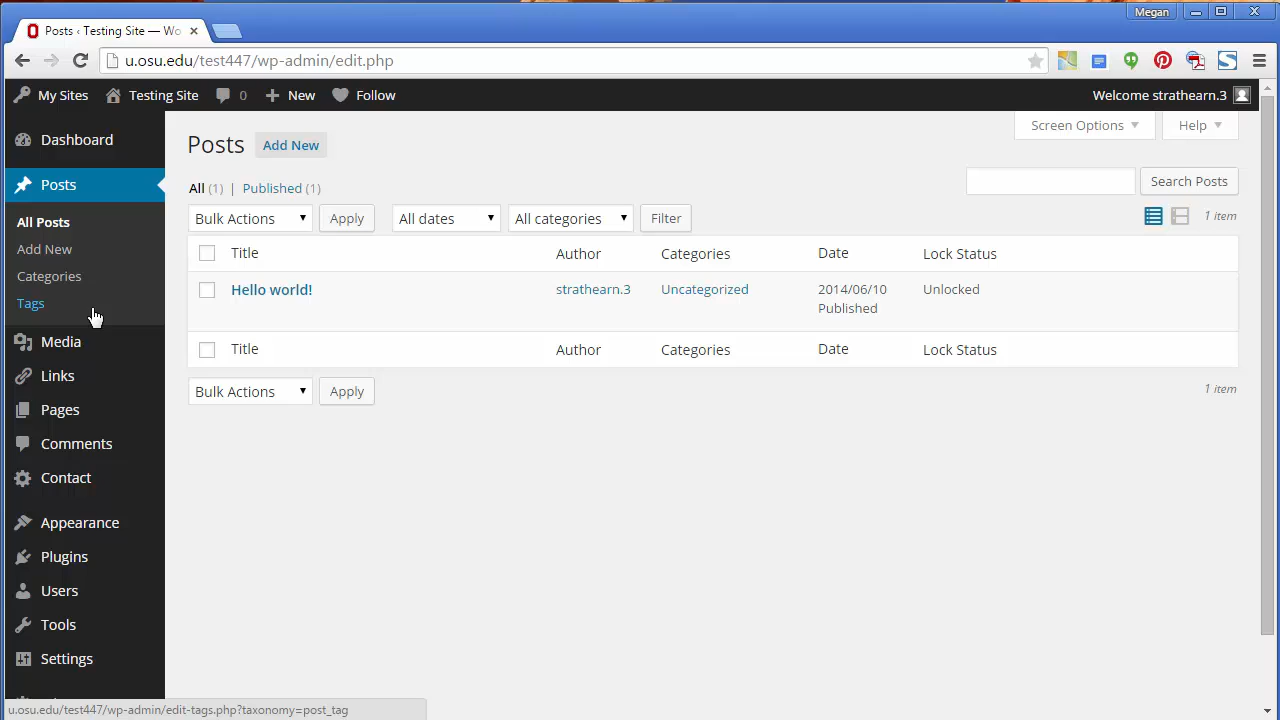 Megan
Posts ‹ Testing Site — Wo
u.osu.edu/test447/wp-admin/edit.php
My Sites Testing Site 0 New Follow Welcome strathearn.3
Dashboard
Posts
All Posts
Add New
Categories
Tags
Media
Links
Pages
Comments
Contact
Appearance
Plugins
Users
Tools
Settings
Posts Add New
Screen Options Help
All (1) | Published (1)
Search Posts
Bulk Actions Apply All dates All categories Filter
1 item
Title Author Categories Date Lock Status
Hello world! strathearn.3 Uncategorized 2014/06/10 Unlocked
Published
Title Author Categories Date Lock Status
Bulk Actions Apply
1 item
u.osu.edu/test447/wp-admin/edit-tags.php?taxonomy=post_tag